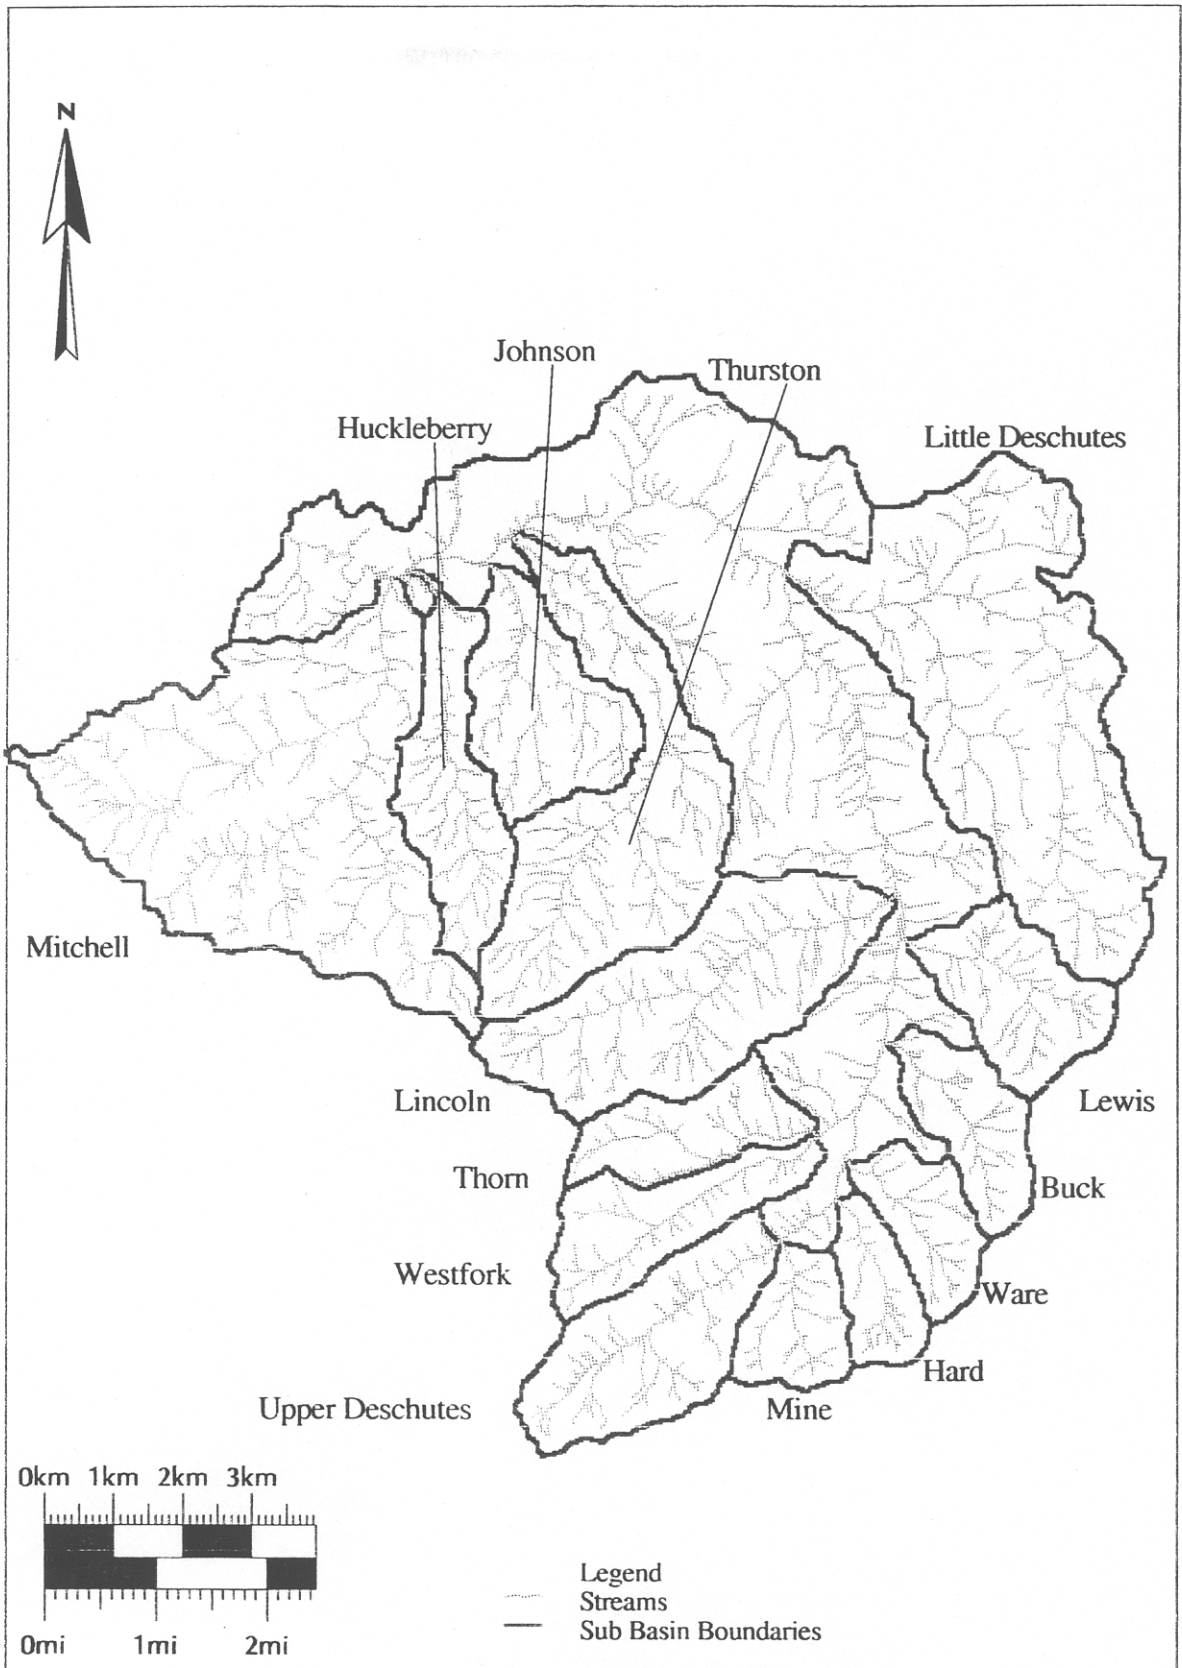 N
Johnson
Thurston
Huckleberry
Little Deschutes
Mitchell
Lincoln
Lewis
Thorn
Buck
Westfork
Ware
Hard
Upper Deschutes
Mine
0km 1km 2km 3km
0mi 1mi 2mi
Legend
Streams
Sub Basin Boundaries